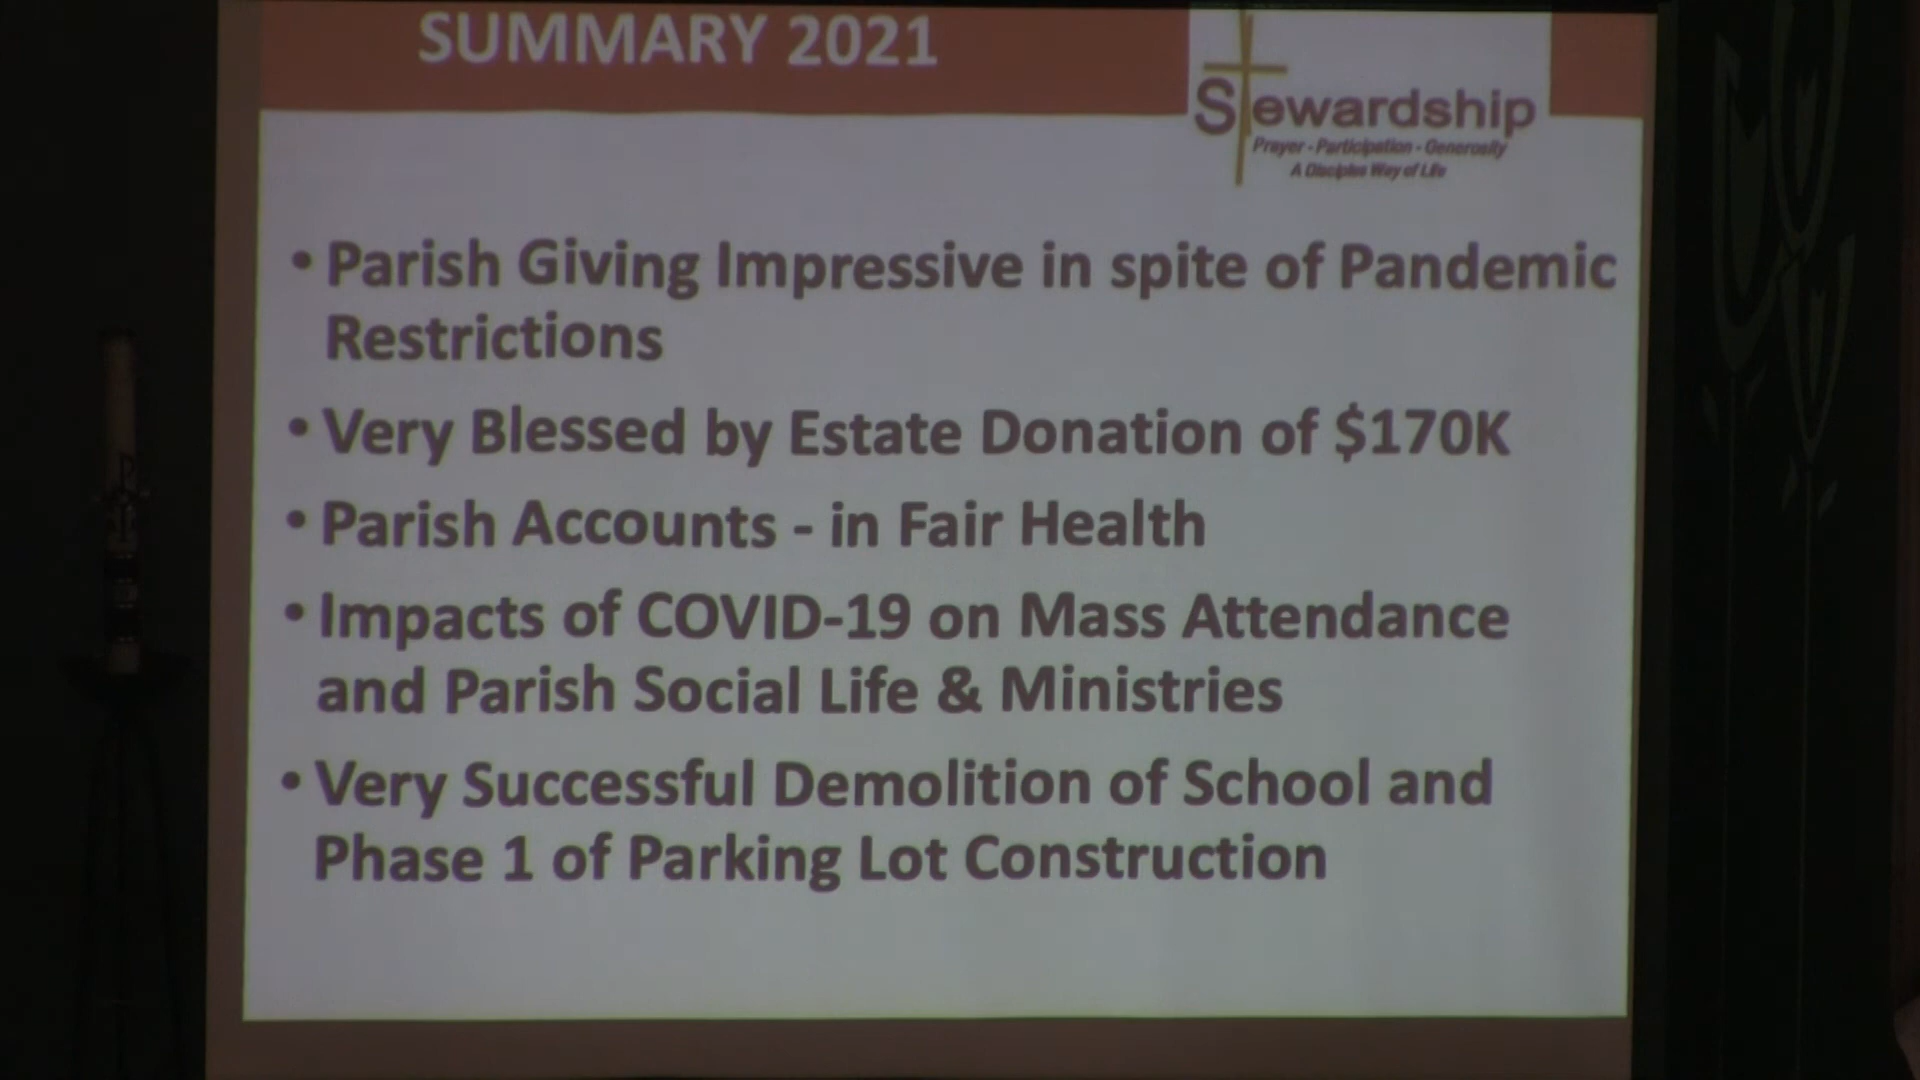 SUMMARY 2021
Stewardship
Prayer - Participation - Generosity
A Disciples Way of Life
• Parish Giving Impressive in spite of Pandemic
Restrictions
• Very Blessed by Estate Donation of $170K
• Parish Accounts - in Fair Health
• Impacts of COVID-19 on Mass Attendance
and Parish Social Life & Ministries
• Very Successful Demolition of School and
Phase 1 of Parking Lot Construction